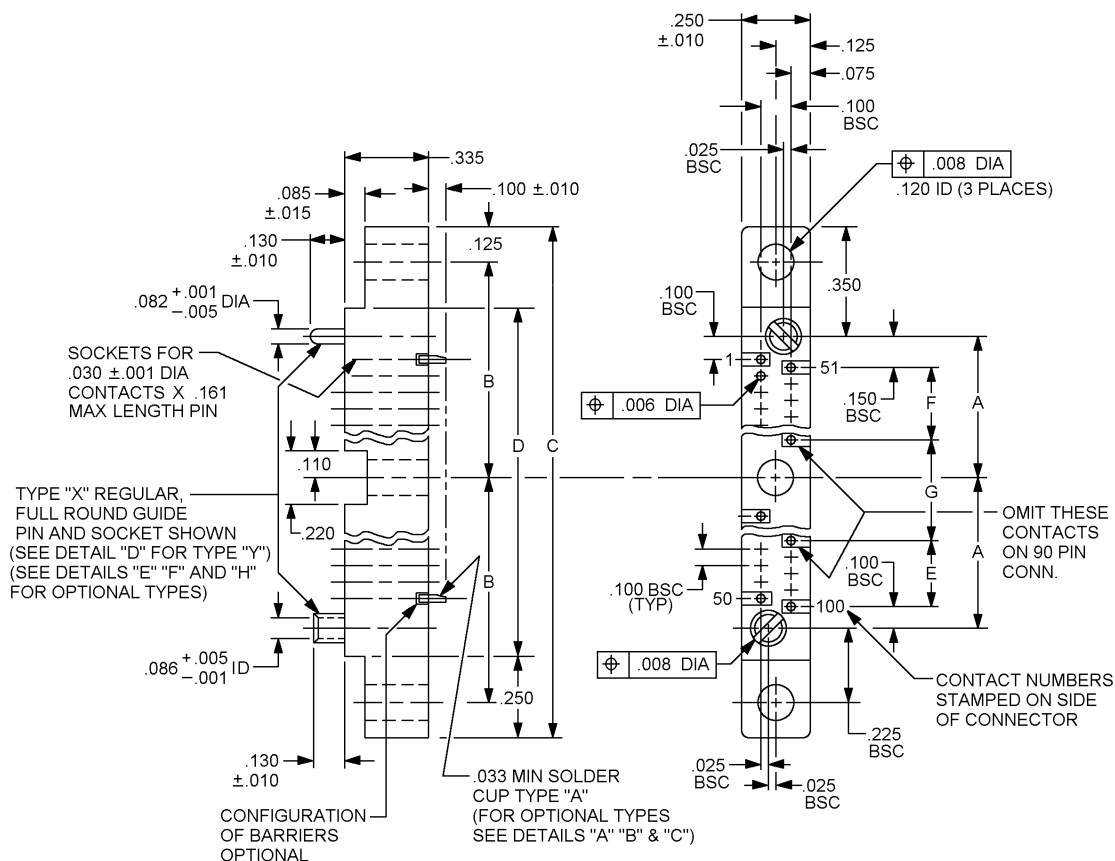 .250
±.010
.125
.075
.100
BSC
.025
BSC
⌖ .008 DIA
.120 ID (3 PLACES)
.335
.085
±.015
.100 ±.010
.130
±.010
.125
.350
.082 +.001 –.005 DIA
.100
BSC
SOCKETS FOR
.030 ±.001 DIA
CONTACTS X .161
MAX LENGTH PIN
1
51
⌖ .006 DIA
.150
BSC
B
D
C
F
A
.110
.220
TYPE "X" REGULAR,
FULL ROUND GUIDE
PIN AND SOCKET SHOWN
(SEE DETAIL "D" FOR TYPE "Y")
(SEE DETAILS "E" "F" AND "H"
FOR OPTIONAL TYPES)
G
OMIT THESE
CONTACTS
ON 90 PIN
CONN.
B
.100 BSC
(TYP)
.100
BSC
E
A
50
100
.086 +.005 –.001 ID
⌖ .008 DIA
.250
CONTACT NUMBERS
STAMPED ON SIDE
OF CONNECTOR
.225
BSC
.130
±.010
.025
BSC
.025
BSC
.033 MIN SOLDER
CUP TYPE "A"
(FOR OPTIONAL TYPES
SEE DETAILS "A" "B" & "C")
CONFIGURATION
OF BARRIERS
OPTIONAL